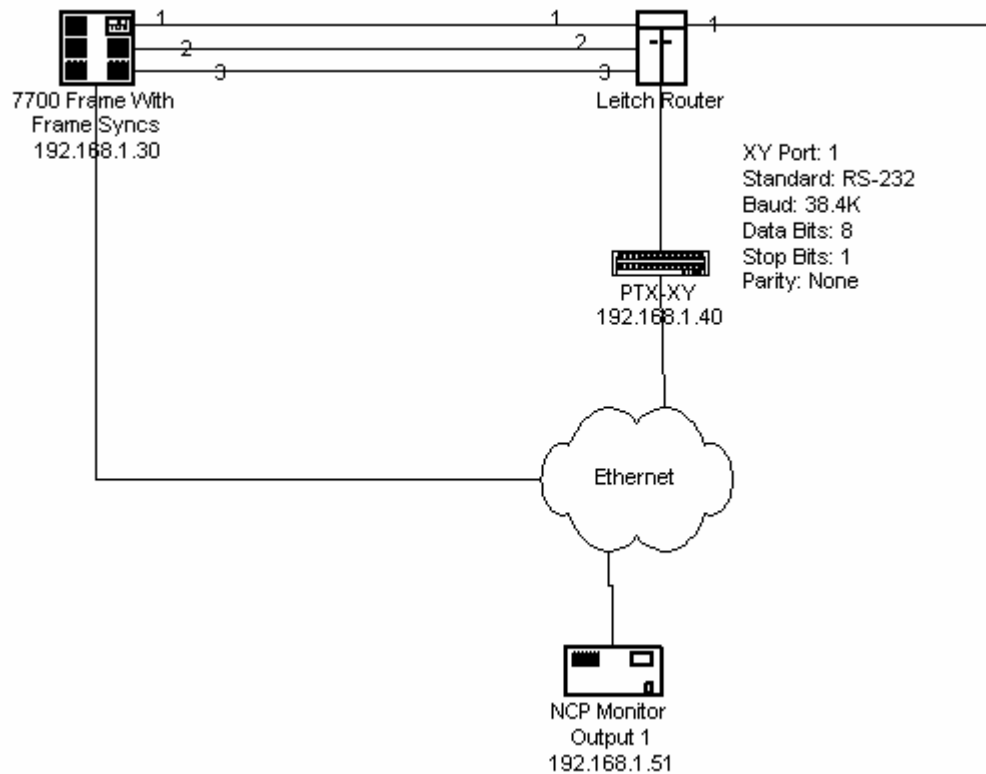 1
1
1
2
2
3
3
7700 Frame With
Frame Syncs
192.168.1.30
Leitch Router
XY Port: 1
Standard: RS-232
Baud: 38.4K
Data Bits: 8
Stop Bits: 1
Parity: None
PTX-XY
192.168.1.40
Ethernet
NCP Monitor
Output 1
192.168.1.51